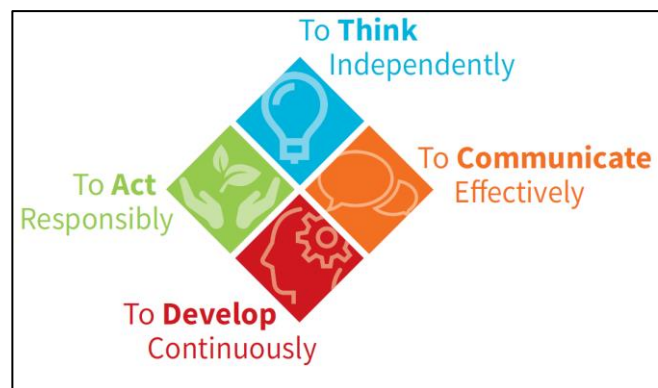 To Think
Independently
To Communicate
Effectively
To Act
Responsibly
To Develop
Continuously